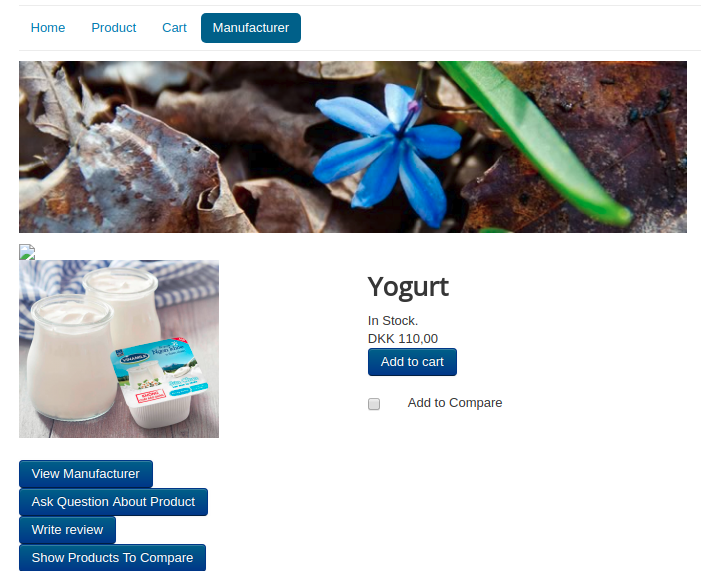 Home Product Cart Manufacturer
Yogurt
In Stock.
DKK 110,00
Add to cart
Add to Compare
VINAMILK
View Manufacturer
Ask Question About Product
Write review
Show Products To Compare